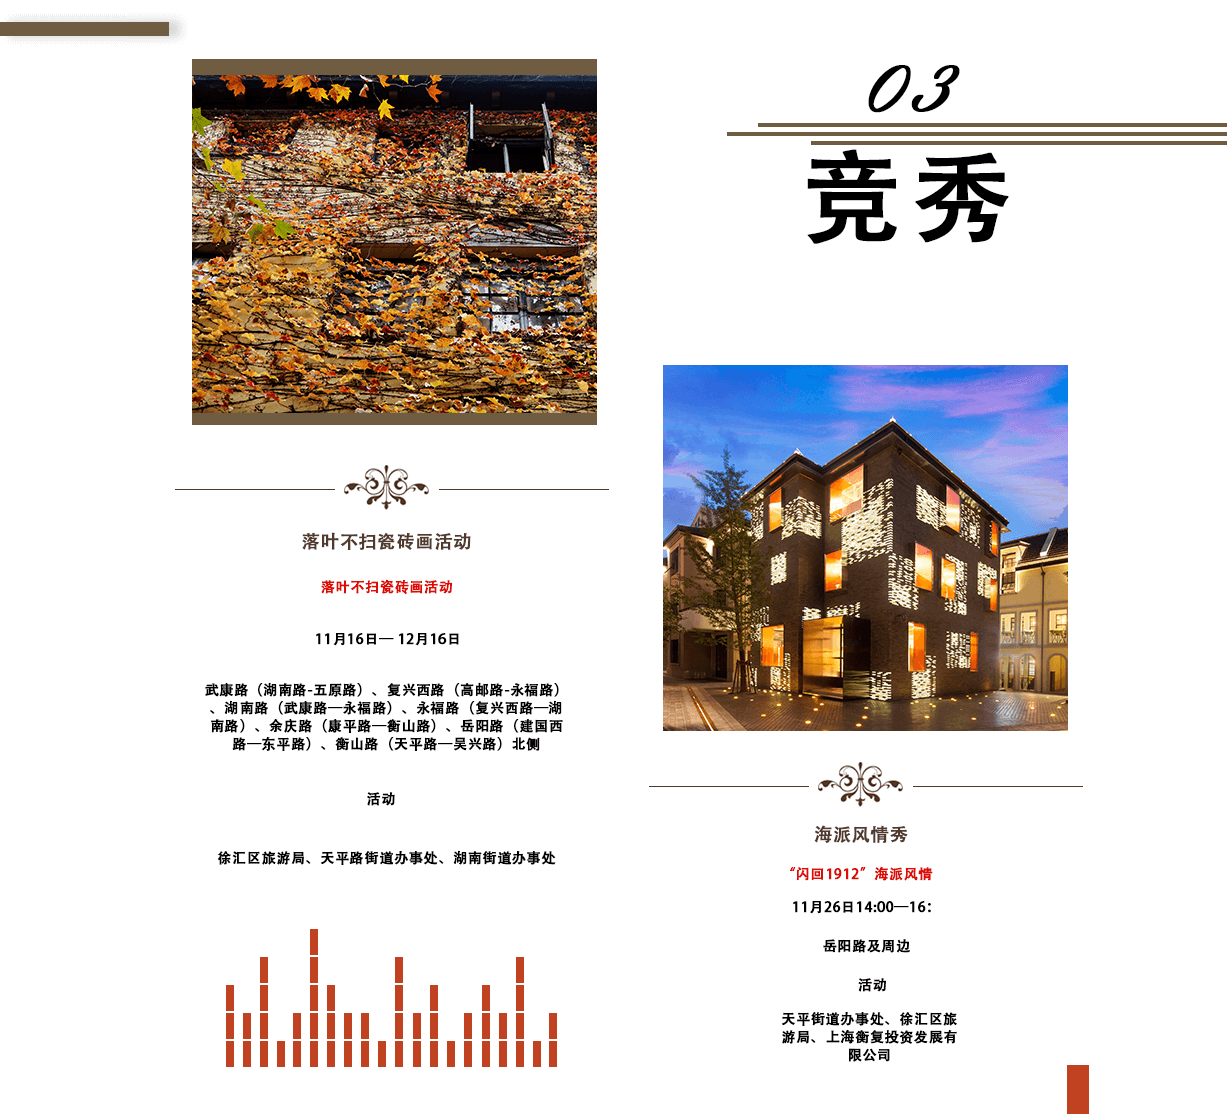 03
竞秀
落叶不扫瓷砖画活动
落叶不扫瓷砖画活动
11月16日— 12月16日
武康路（湖南路-五原路）、复兴西路（高邮路-永福路）
、湖南路（武康路—永福路）、永福路（复兴西路—湖
南路）、余庆路（康平路—衡山路）、岳阳路（建国西
路—东平路）、衡山路（天平路—吴兴路）北侧
活动
徐汇区旅游局、天平路街道办事处、湖南街道办事处
海派风情秀
“闪回1912”海派风情
11月26日14:00—16：
岳阳路及周边
活动
天平街道办事处、徐汇区旅
游局、上海衡复投资发展有
限公司